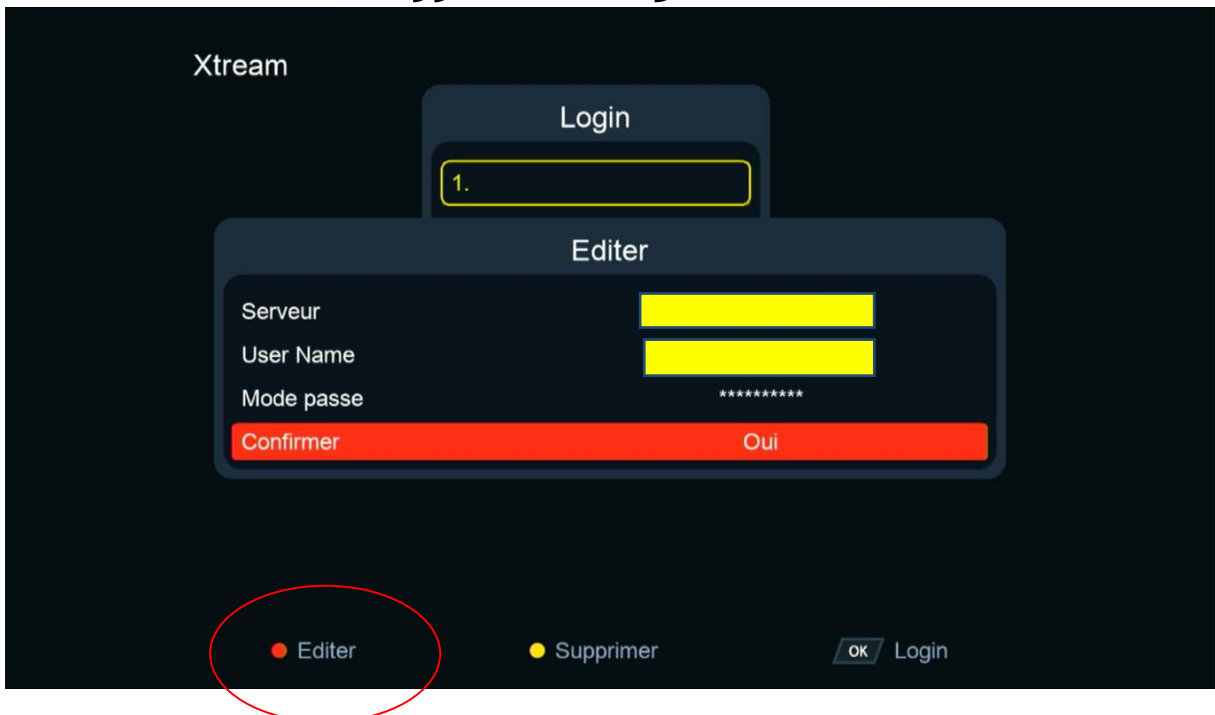 Xtream
Login
1.
Editer
Serveur
User Name
Mode passe **********
Confirmer Oui
Editer Supprimer OK Login